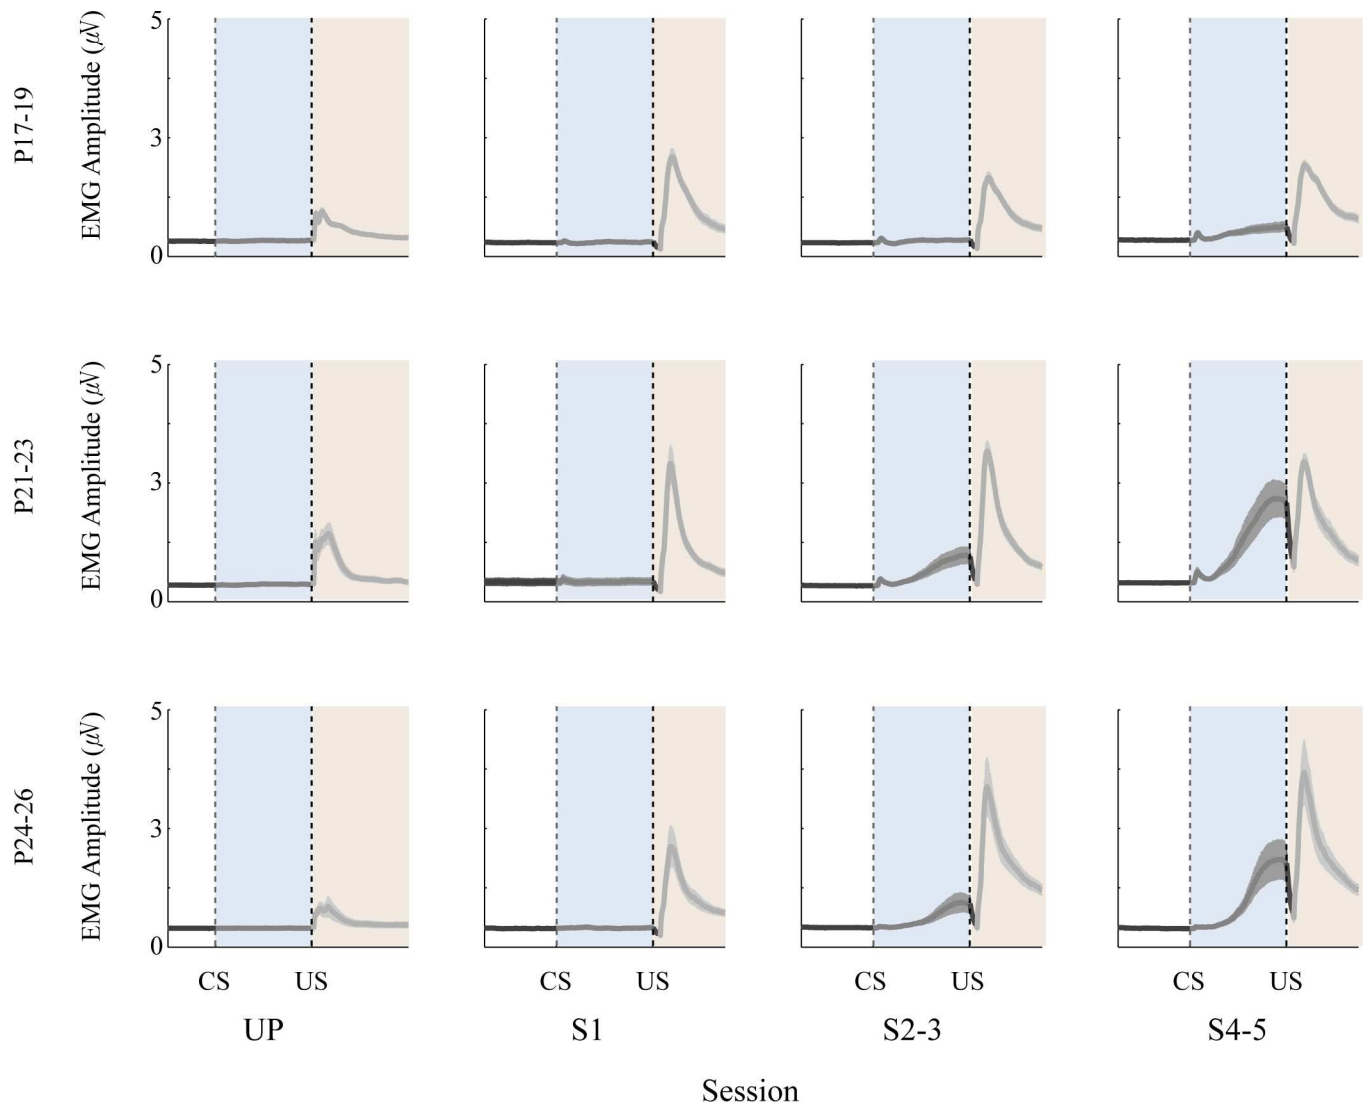 P17-19
EMG Amplitude (μV)
5
3
0
P21-23
EMG Amplitude (μV)
5
3
0
P24-26
EMG Amplitude (μV)
5
3
0
CS US CS US CS US CS US
UP S1 S2-3 S4-5
Session